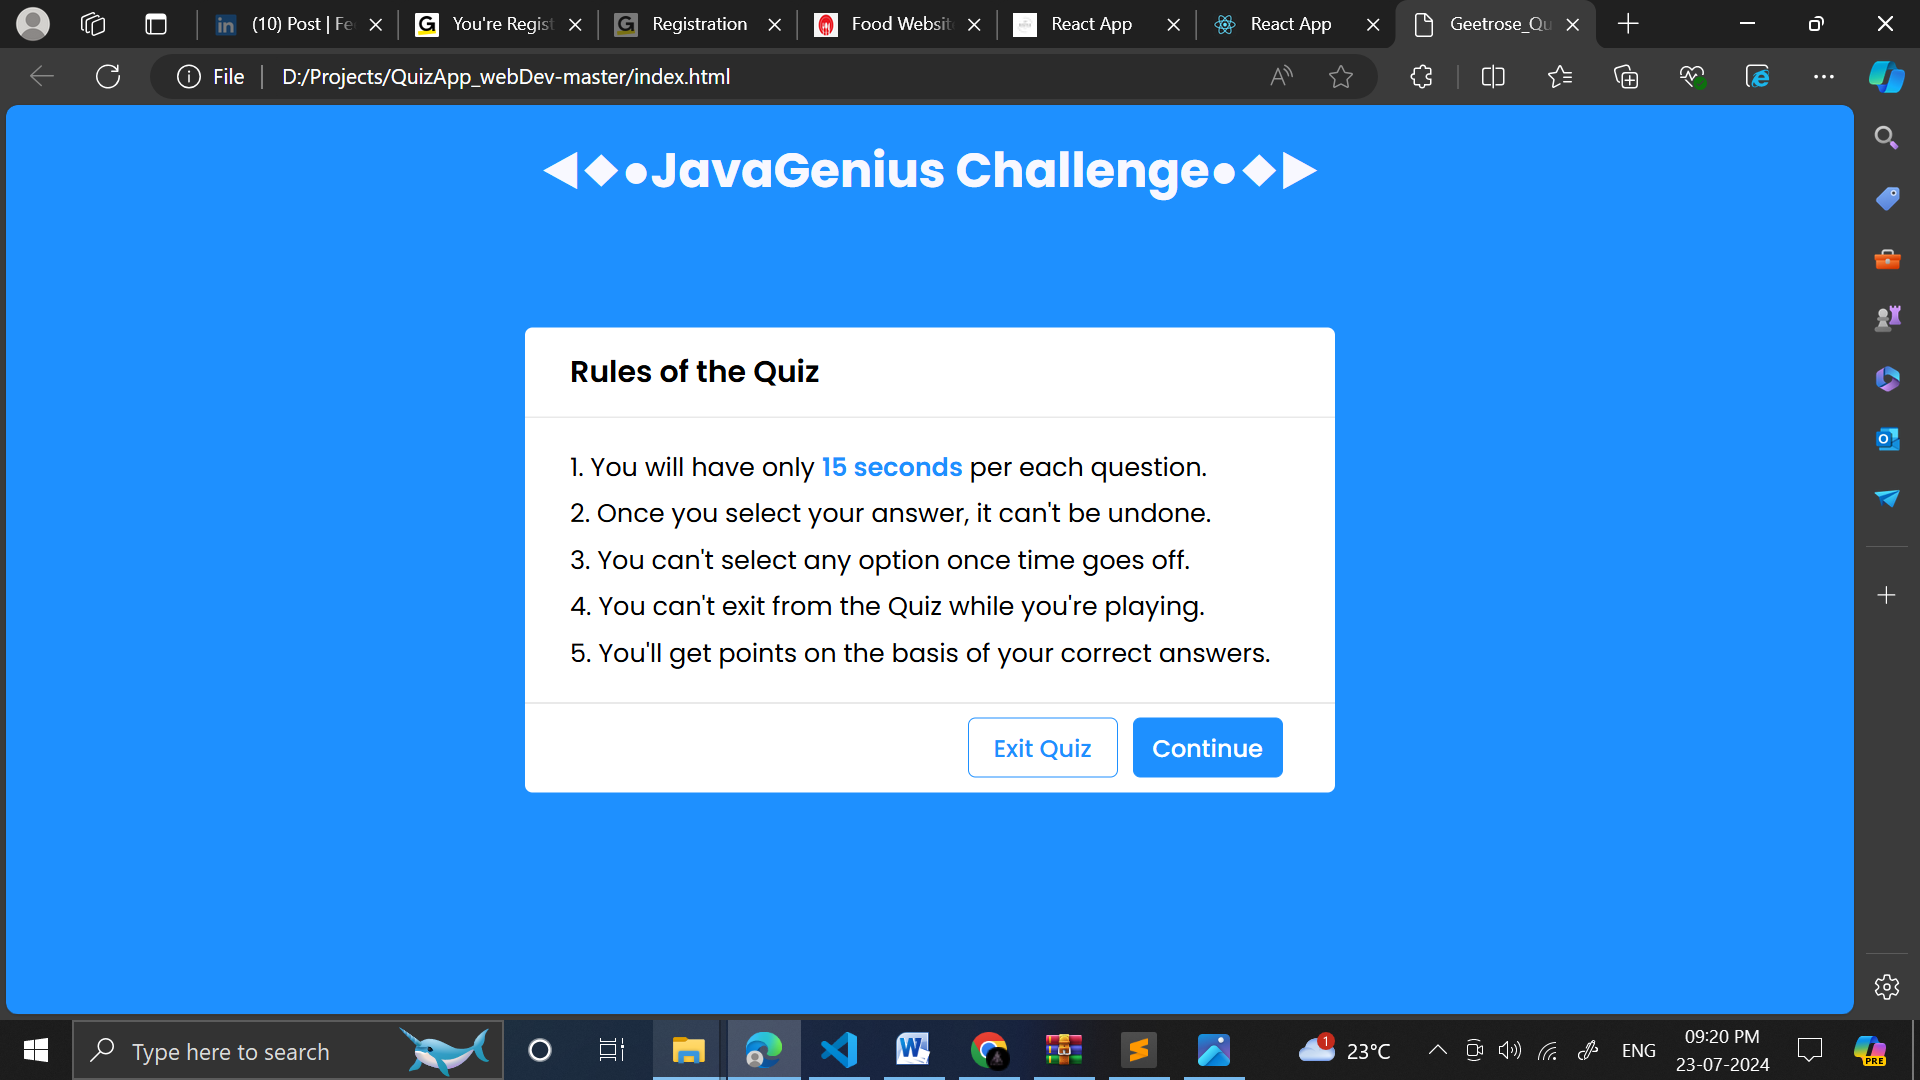 (10) Post | Fe
You're Regist
Registration
Food Website
React App
React App
Geetrose_Qu
File
D:/Projects/QuizApp_webDev-master/index.html
◀◆●JavaGenius Challenge●◆▶
Rules of the Quiz
1. You will have only 15 seconds per each question.
2. Once you select your answer, it can't be undone.
3. You can't select any option once time goes off.
4. You can't exit from the Quiz while you're playing.
5. You'll get points on the basis of your correct answers.
Exit Quiz
Continue
Type here to search
1
23°C
ENG
09:20 PM
23-07-2024
PRE